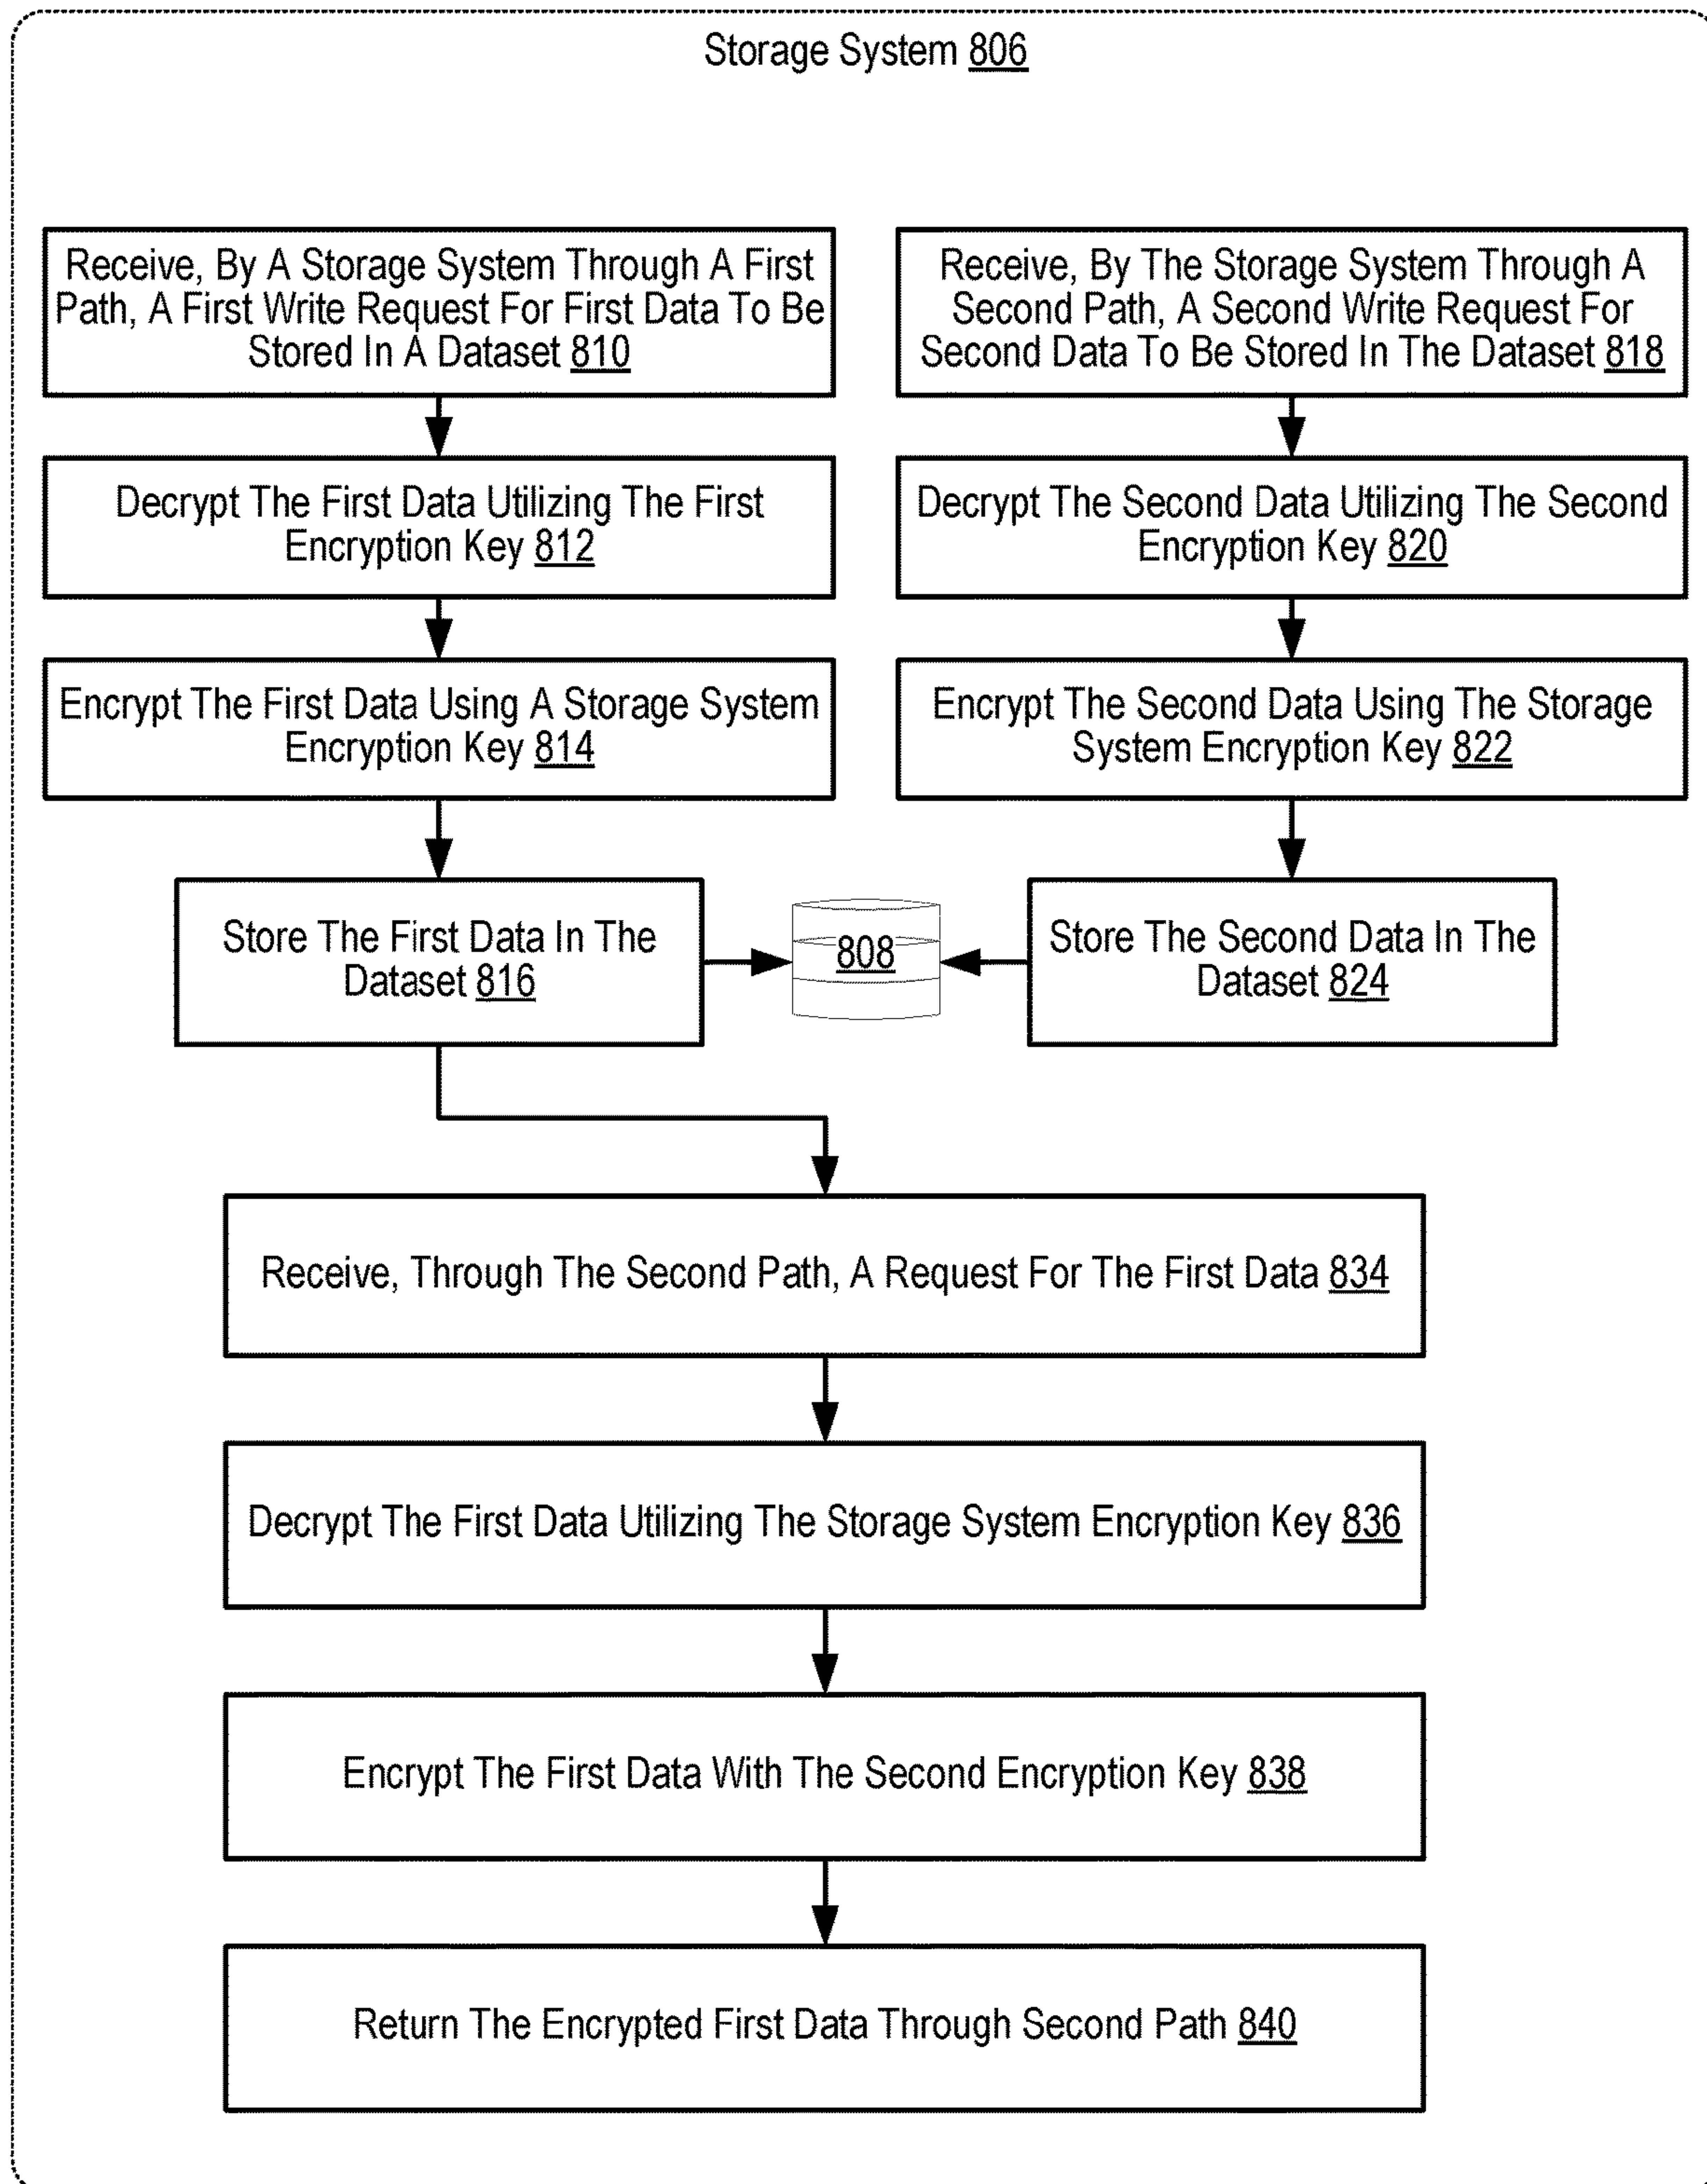 Storage System 806
Receive, By A Storage System Through A First
Path, A First Write Request For First Data To Be
Stored In A Dataset 810
Receive, By The Storage System Through A
Second Path, A Second Write Request For
Second Data To Be Stored In The Dataset 818
Decrypt The First Data Utilizing The First
Encryption Key 812
Decrypt The Second Data Utilizing The Second
Encryption Key 820
Encrypt The First Data Using A Storage System
Encryption Key 814
Encrypt The Second Data Using The Storage
System Encryption Key 822
Store The First Data In The
Dataset 816
808
Store The Second Data In The
Dataset 824
Receive, Through The Second Path, A Request For The First Data 834
Decrypt The First Data Utilizing The Storage System Encryption Key 836
Encrypt The First Data With The Second Encryption Key 838
Return The Encrypted First Data Through Second Path 840